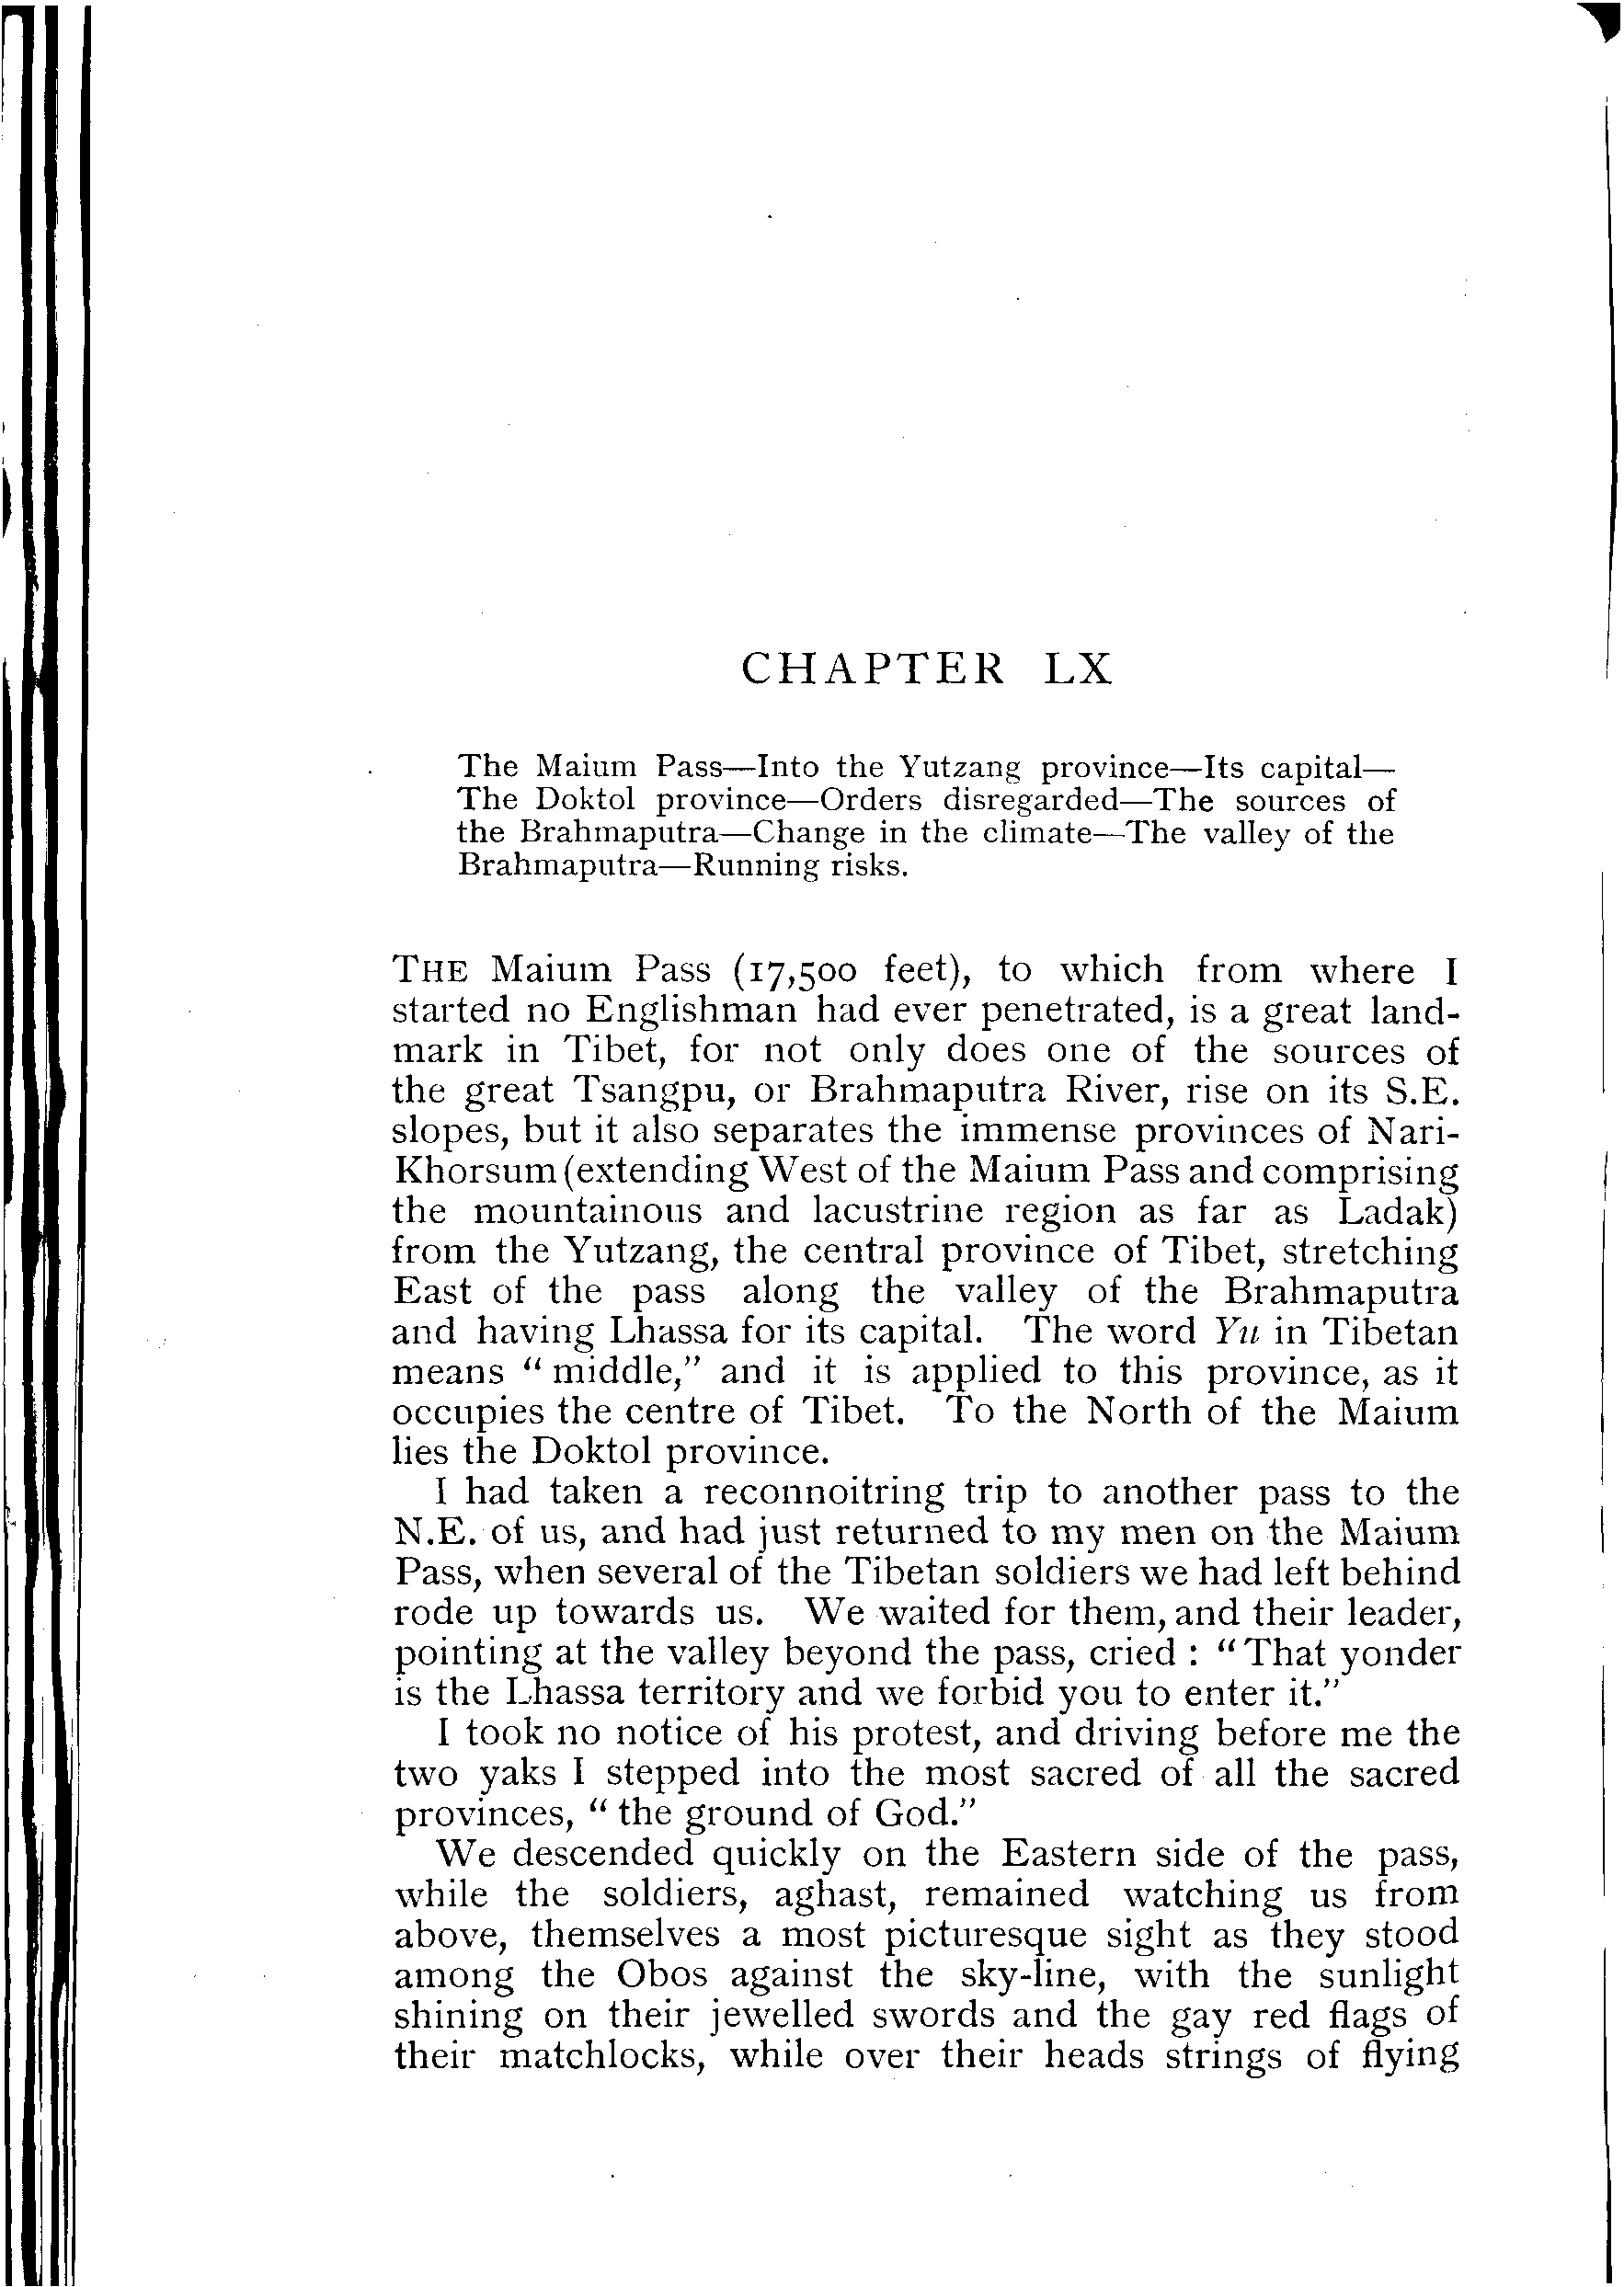 CHAPTER LX
The Maium Pass—Into the Yutzang province—Its capital—
The Doktol province—Orders disregarded—The sources of
the Brahmaputra—Change in the climate—The valley of the
Brahmaputra—Running risks.
THE Maium Pass (17,500 feet), to which from where I
started no Englishman had ever penetrated, is a great land-
mark in Tibet, for not only does one of the sources of
the great Tsangpu, or Brahmaputra River, rise on its S.E.
slopes, but it also separates the immense provinces of Nari-
Khorsum (extending West of the Maium Pass and comprising
the mountainous and lacustrine region as far as Ladak)
from the Yutzang, the central province of Tibet, stretching
East of the pass along the valley of the Brahmaputra
and having Lhassa for its capital. The word Yu in Tibetan
means “ middle,” and it is applied to this province, as it
occupies the centre of Tibet. To the North of the Maium
lies the Doktol province.
I had taken a reconnoitring trip to another pass to the
N.E. of us, and had just returned to my men on the Maium
Pass, when several of the Tibetan soldiers we had left behind
rode up towards us. We waited for them, and their leader,
pointing at the valley beyond the pass, cried : “ That yonder
is the Lhassa territory and we forbid you to enter it.”
I took no notice of his protest, and driving before me the
two yaks I stepped into the most sacred of all the sacred
provinces, “ the ground of God.”
We descended quickly on the Eastern side of the pass,
while the soldiers, aghast, remained watching us from
above, themselves a most picturesque sight as they stood
among the Obos against the sky-line, with the sunlight
shining on their jewelled swords and the gay red flags of
their matchlocks, while over their heads strings of flying